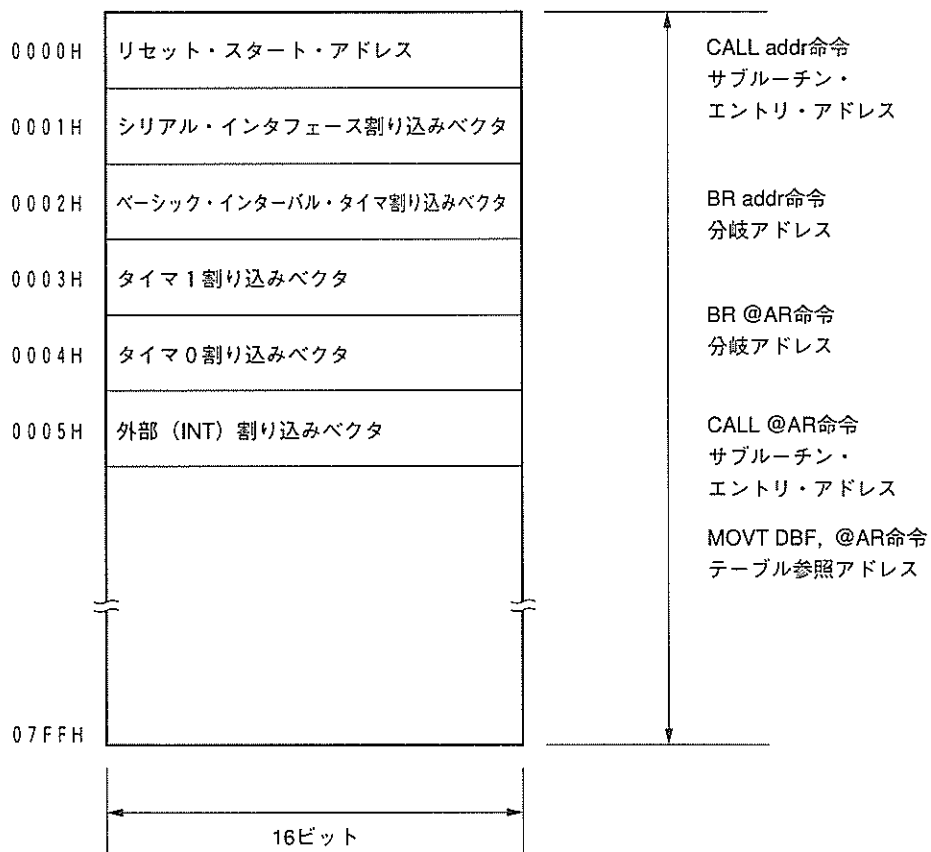 0000H リセット・スタート・アドレス
0001H シリアル・インタフェース割り込みベクタ
0002H ベーシック・インターバル・タイマ割り込みベクタ
0003H タイマ1割り込みベクタ
0004H タイマ0割り込みベクタ
0005H 外部（INT）割り込みベクタ
07FFH
16ビット
CALL addr命令
サブルーチン・
エントリ・アドレス
BR addr命令
分岐アドレス
BR @AR命令
分岐アドレス
CALL @AR命令
サブルーチン・
エントリ・アドレス
MOVT DBF, @AR命令
テーブル参照アドレス